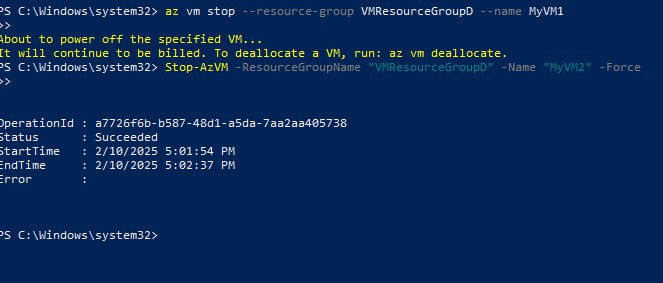 PS C:\Windows\system32> az vm stop --resource-group VMResourceGroupD --name MyVM1
>>
About to power off the specified VM...
It will continue to be billed. To deallocate a VM, run: az vm deallocate.
PS C:\Windows\system32> Stop-AzVM -ResourceGroupName "VMResourceGroupD" -Name "MyVM2" -Force
>>
OperationId : a7726f6b-b587-48d1-a5da-7aa2aa405738
Status : Succeeded
StartTime : 2/10/2025 5:01:54 PM
EndTime : 2/10/2025 5:02:37 PM
Error :
PS C:\Windows\system32>